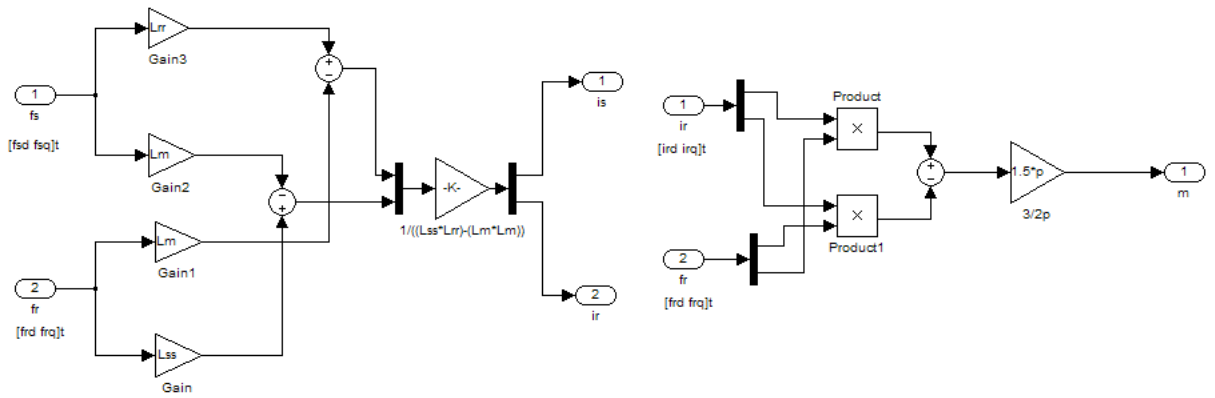 Lrr
Gain3
+
−
1
fs
[fsd fsq]t
Lm
Gain2
−
+
Lm
Gain1
2
fr
[frd frq]t
Lss
Gain
-K-
1/((Lss*Lrr)-(Lm*Lm))
1
is
2
ir
1
ir
[ird irq]t
Product
×
×
Product1
2
fr
[frd frq]t
+
−
1.5*p
3/2p
1
m